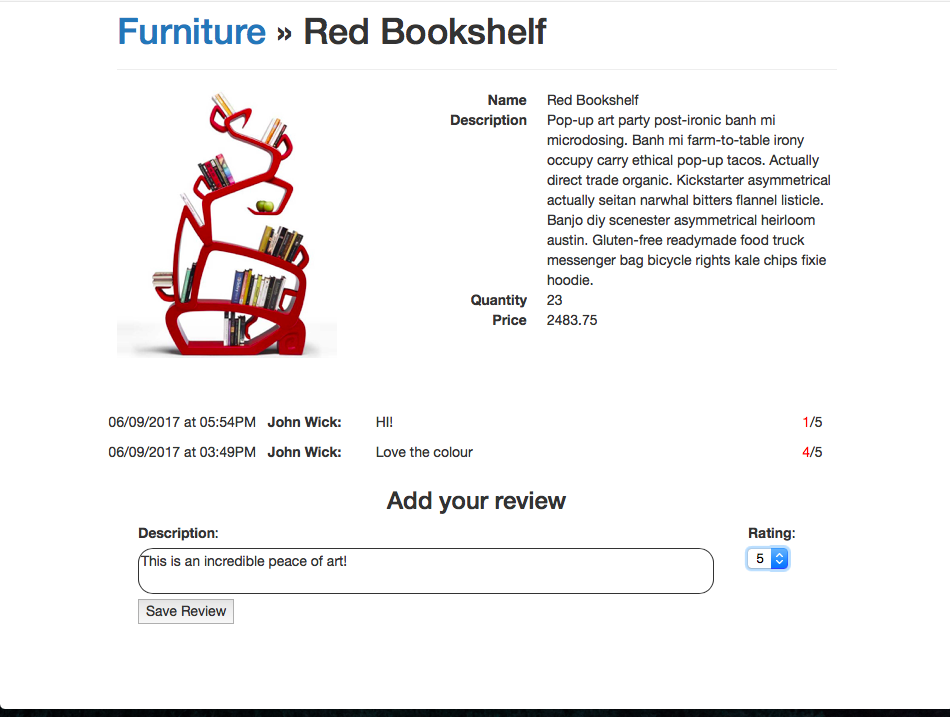 Furniture » Red Bookshelf
Name Red Bookshelf
Description Pop-up art party post-ironic banh mi
microdosing. Banh mi farm-to-table irony
occupy carry ethical pop-up tacos. Actually
direct trade organic. Kickstarter asymmetrical
actually seitan narwhal bitters flannel listicle.
Banjo diy scenester asymmetrical heirloom
austin. Gluten-free readymade food truck
messenger bag bicycle rights kale chips fixie
hoodie.
Quantity 23
Price 2483.75
06/09/2017 at 05:54PM John Wick: HI! 1/5
06/09/2017 at 03:49PM John Wick: Love the colour 4/5
Add your review
Description: Rating:
This is an incredible peace of art! 5
Save Review